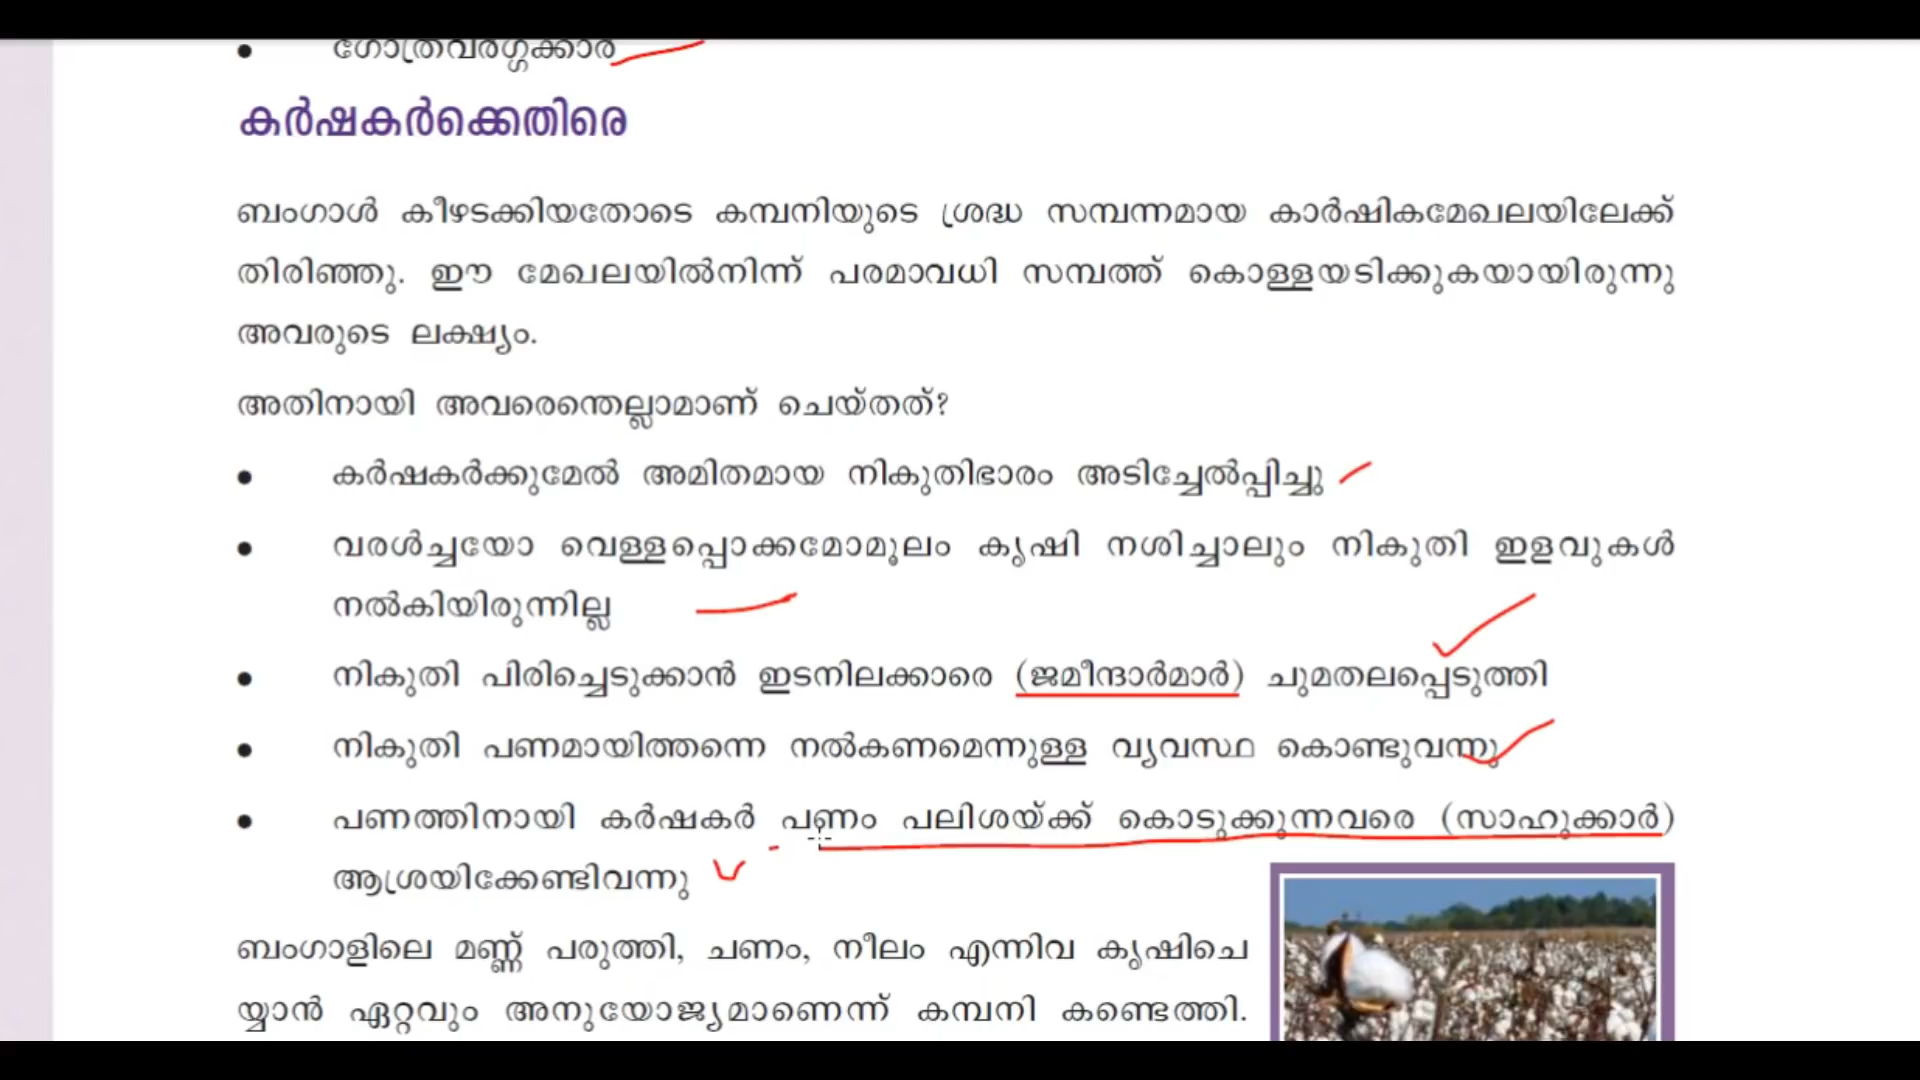 ഗോത്രവർഗ്ഗക്കാർ
കർഷകർക്കെതിരെ
ബംഗാൾ കീഴടക്കിയതോടെ കമ്പനിയുടെ ശ്രദ്ധ സമ്പന്നമായ കാർഷികമേഖലയിലേക്ക്
തിരിഞ്ഞു. ഈ മേഖലയിൽനിന്ന് പരമാവധി സമ്പത്ത് കൊള്ളയടിക്കുകയായിരുന്നു
അവരുടെ ലക്ഷ്യം.
അതിനായി അവരെന്തെല്ലാമാണ് ചെയ്തത്?
● കർഷകർക്കുമേൽ അമിതമായ നികുതിഭാരം അടിച്ചേൽപ്പിച്ചു
● വരൾച്ചയോ വെള്ളപ്പൊക്കമോമൂലം കൃഷി നശിച്ചാലും നികുതി ഇളവുകൾ
നൽകിയിരുന്നില്ല
● നികുതി പിരിച്ചെടുക്കാൻ ഇടനിലക്കാരെ (ജമീന്ദാർമാർ) ചുമതലപ്പെടുത്തി
● നികുതി പണമായിത്തന്നെ നൽകണമെന്നുള്ള വ്യവസ്ഥ കൊണ്ടുവന്നു
● പണത്തിനായി കർഷകർ പണം പലിശയ്ക്ക് കൊടുക്കുന്നവരെ (സാഹുക്കാർ)
ആശ്രയിക്കേണ്ടിവന്നു
ബംഗാളിലെ മണ്ണ് പരുത്തി, ചണം, നീലം എന്നിവ കൃഷിചെ
യ്യാൻ ഏറ്റവും അനുയോജ്യമാണെന്ന് കമ്പനി കണ്ടെത്തി.